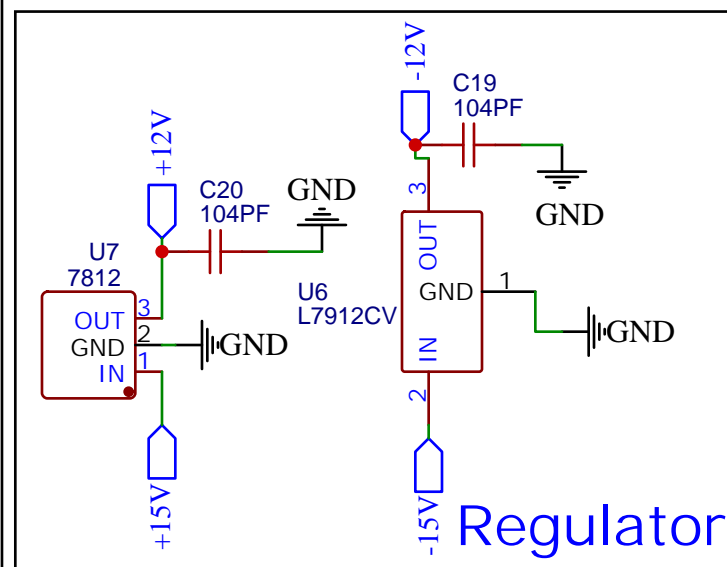 +12V
C20
104PF
GND
U7
7812
OUT
3
GND
2
IN
1
GND
+15V
-12V
C19
104PF
GND
3
OUT
U6
L7912CV
GND
1
GND
IN
2
-15V
Regulator